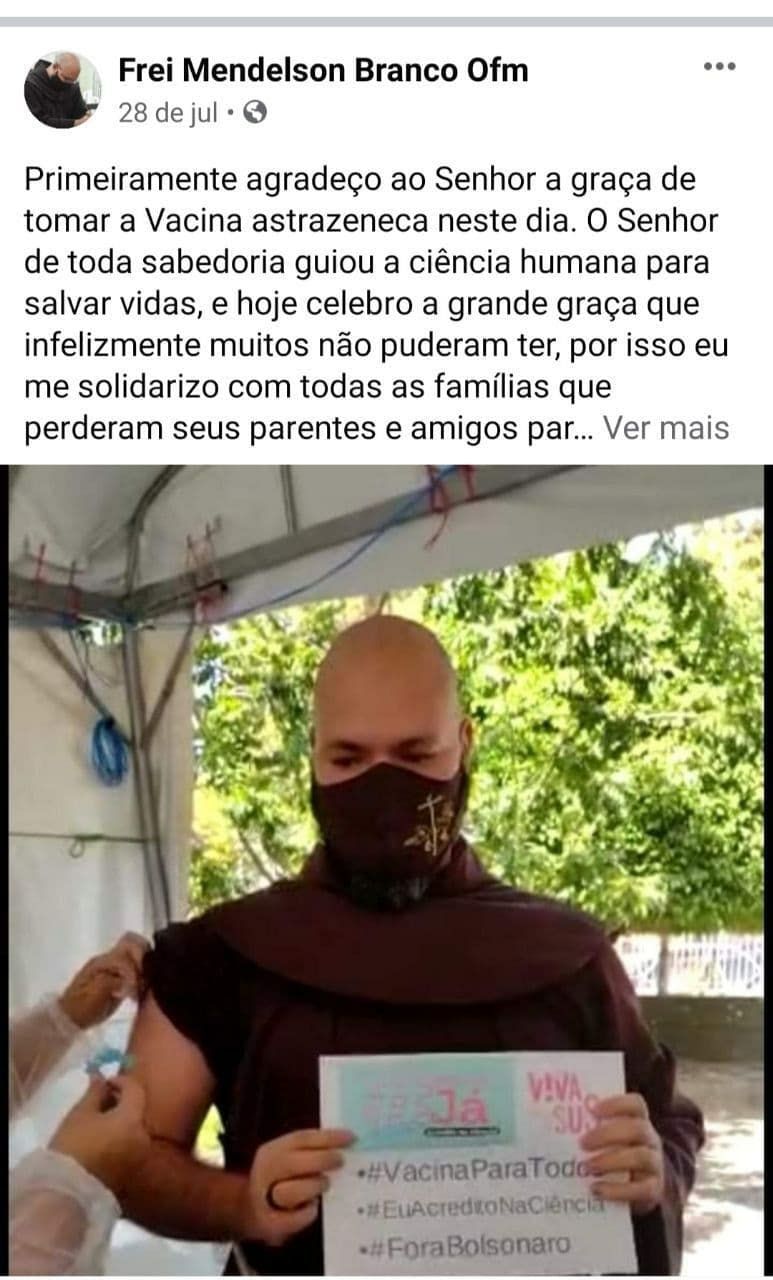 Frei Mendelson Branco Ofm
28 de jul
Primeiramente agradeço ao Senhor a graça de
tomar a Vacina astrazeneca neste dia. O Senhor
de toda sabedoria guiou a ciência humana para
salvar vidas, e hoje celebro a grande graça que
infelizmente muitos não puderam ter, por isso eu
me solidarizo com todas as famílias que
perderam seus parentes e amigos par... Ver mais
Já
V!VA
SUS
•#VacinaParaTodos
•#EuAcreditoNaCiência
•#ForaBolsonaro